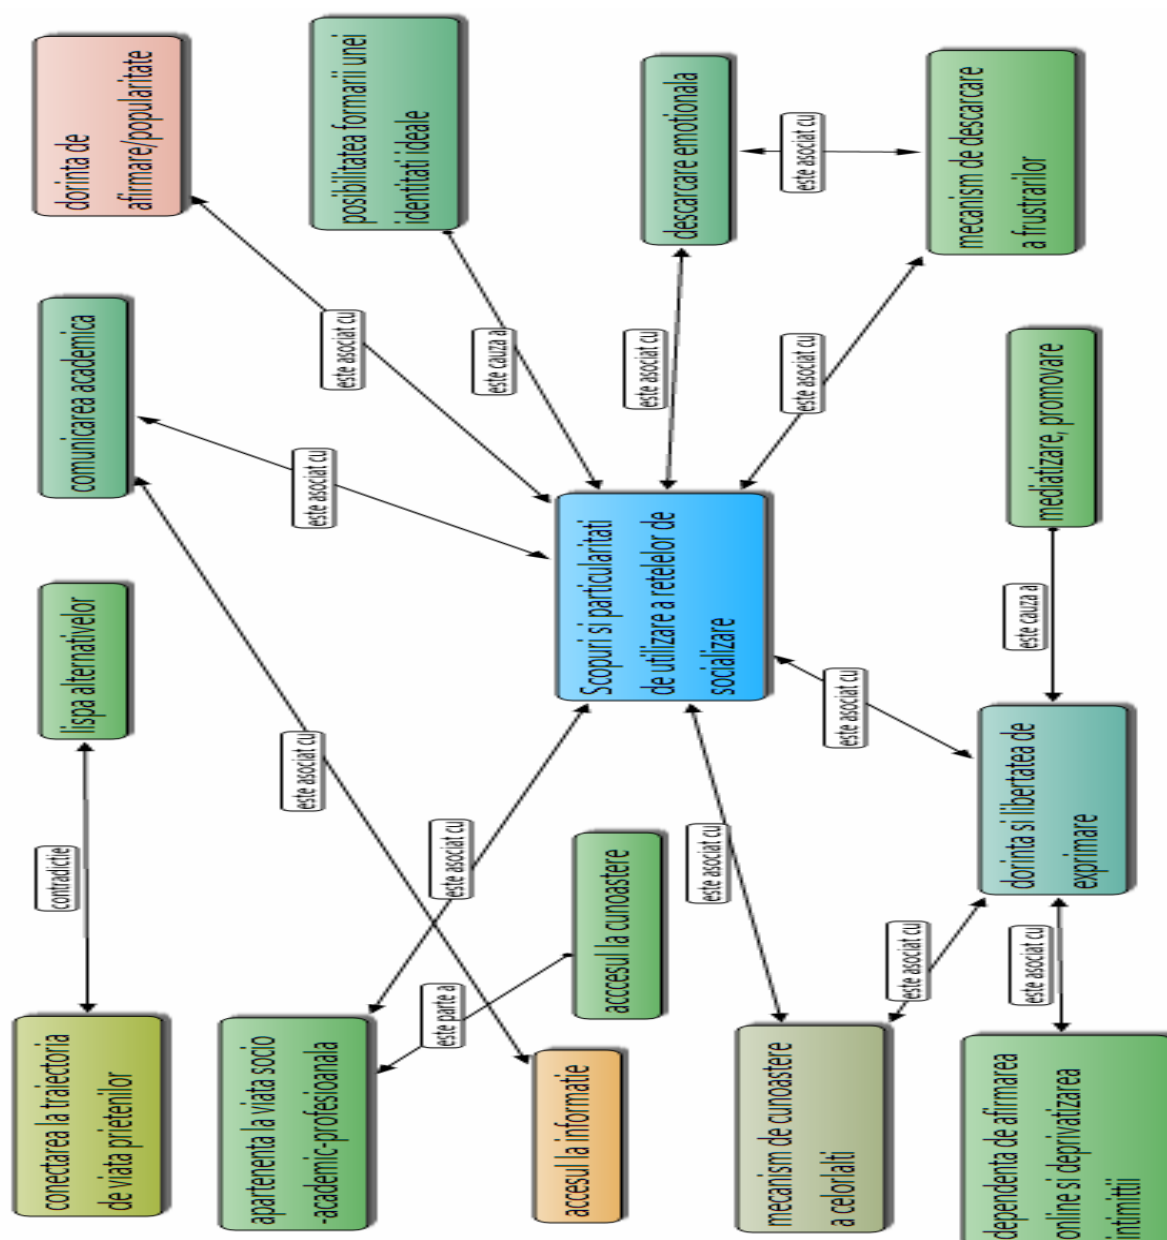 conectarea la traiectoria
de viata prietenilor
contradictie
lispa alternativelor
comunicarea academica
dorinta de
afirmare/popularitate
apartenenta la viata socio
-academic-profesioanala
este asociat cu
este asociat cu
este asociat cu
posibilitatea formarii unei
identitati ideale
este parte a
este asociat cu
este cauza a
accesul la informatie
acccesul la cunoastere
Scopuri si particularitati
de utilizare a retelelor de
socializare
este asociat cu
descarcare emotionala
mecanism de cunoastere
a celorlalti
este asociat cu
este asociat cu
este asociat cu
este asociat cu
este asociat cu
mecanism de descarcare
a frustrarilor
dependenta de afirmarea
online si deprivatizarea
intimittii
este asociat cu
dorinta si libertatea de
exprimare
este cauza a
mediatizare, promovare